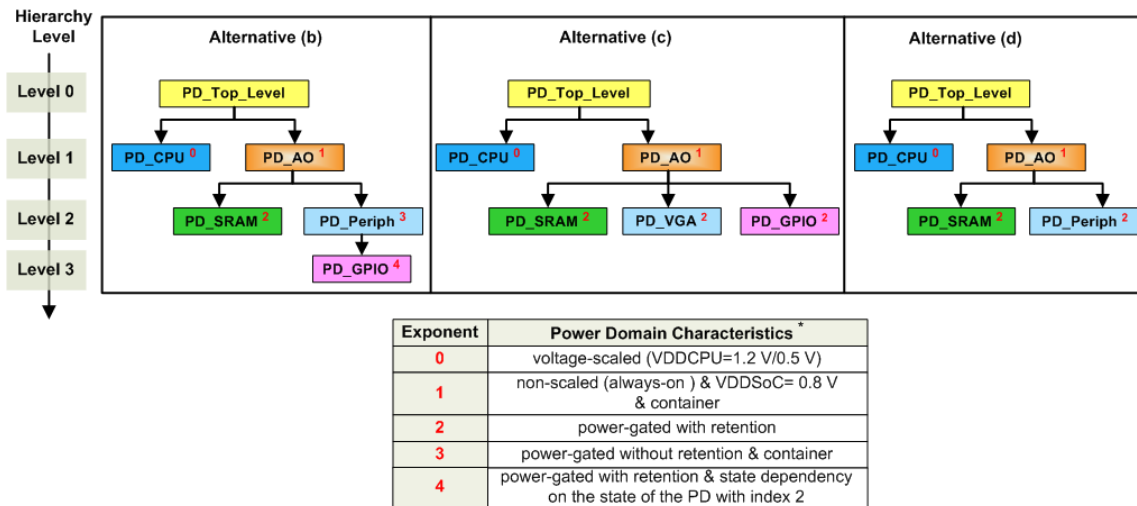 Hierarchy
Level
Alternative (b)
Alternative (c)
Alternative (d)
Level 0
PD_Top_Level
PD_Top_Level
PD_Top_Level
Level 1
PD_CPU 0
PD_AO 1
PD_CPU 0
PD_AO 1
PD_CPU 0
PD_AO 1
Level 2
PD_SRAM 2
PD_Periph 3
PD_SRAM 2
PD_VGA 2
PD_GPIO 2
PD_SRAM 2
PD_Periph 2
Level 3
PD_GPIO 4
Exponent
Power Domain Characteristics *
0
voltage-scaled (VDDCPU=1.2 V/0.5 V)
1
non-scaled (always-on ) & VDDSoC= 0.8 V
& container
2
power-gated with retention
3
power-gated without retention & container
4
power-gated with retention & state dependency
on the state of the PD with index 2